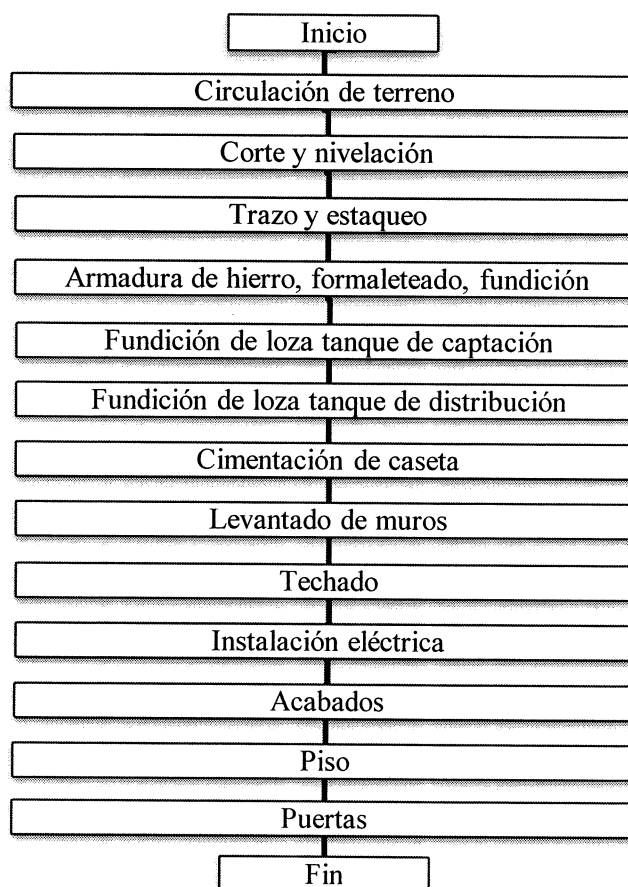 Inicio
Circulación de terreno
Corte y nivelación
Trazo y estaqueo
Armadura de hierro, formaleteado, fundición
Fundición de loza tanque de captación
Fundición de loza tanque de distribución
Cimentación de caseta
Levantado de muros
Techado
Instalación eléctrica
Acabados
Piso
Puertas
Fin